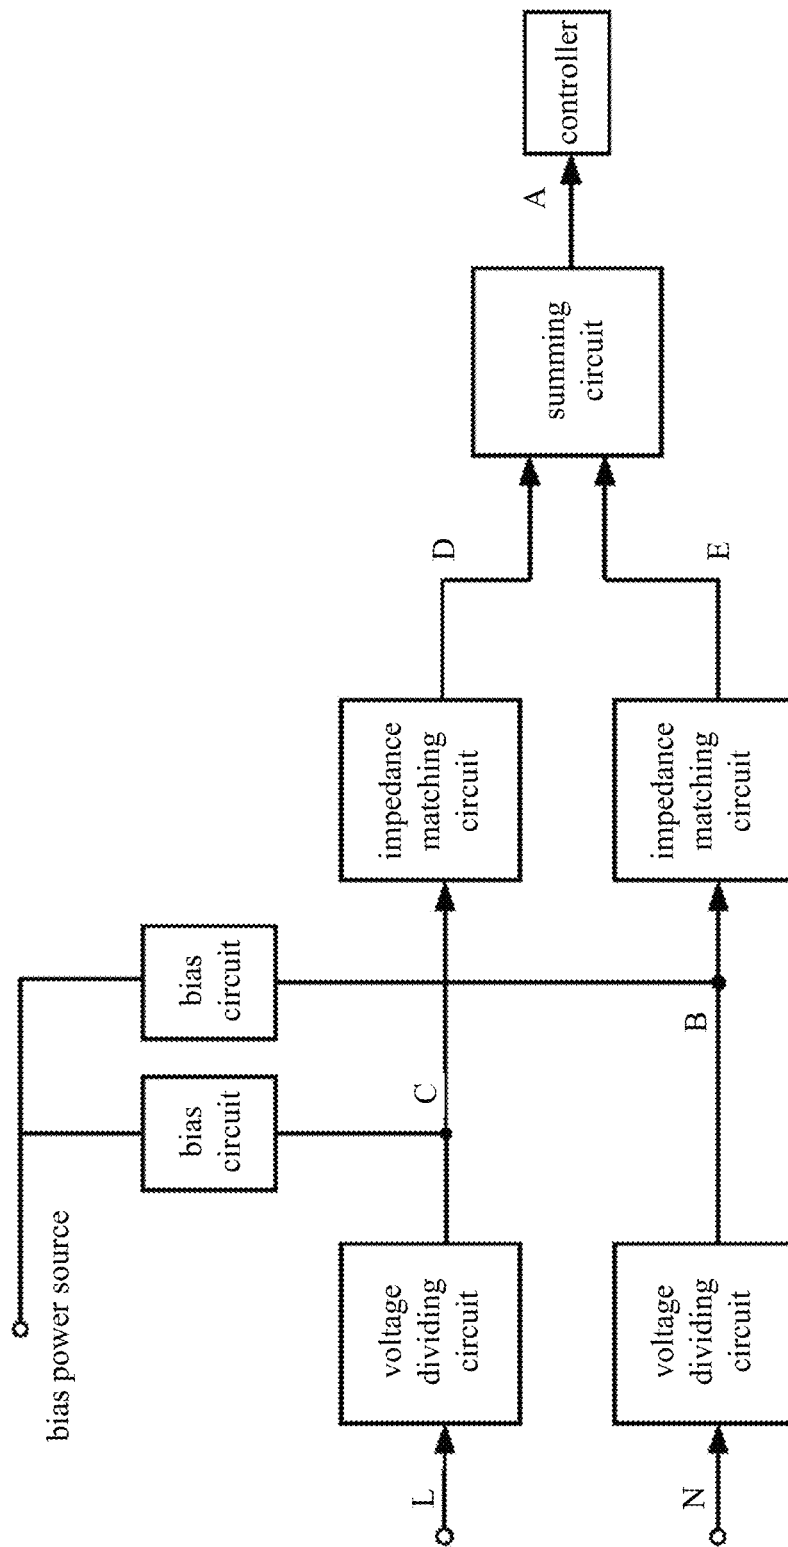 bias power source
bias
circuit
bias
circuit
L
voltage
dividing
circuit
C
impedance
matching
circuit
D
N
voltage
dividing
circuit
B
impedance
matching
circuit
E
summing
circuit
A
controller